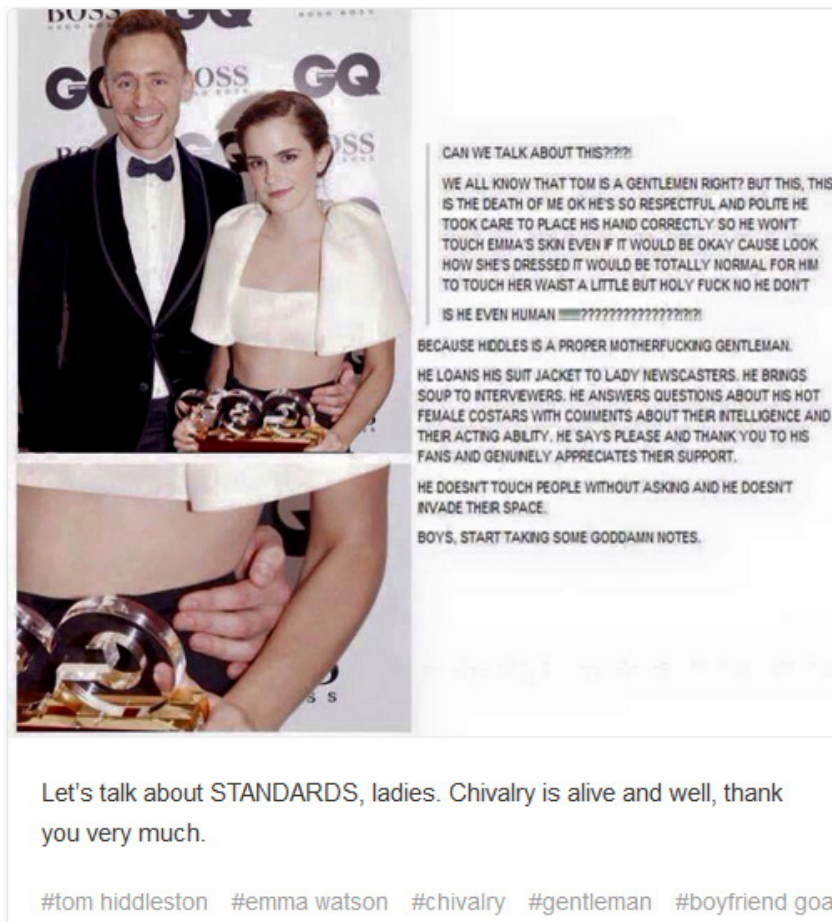 BOSS
HUGO BOSS
GQ
BOSS
HUGO BOSS
GQ
BOSS
HUGO BOSS
CAN WE TALK ABOUT THIS?!?!?!
WE ALL KNOW THAT TOM IS A GENTLEMEN RIGHT? BUT THIS, THIS
IS THE DEATH OF ME OK HE'S SO RESPECTFUL AND POLITE HE
TOOK CARE TO PLACE HIS HAND CORRECTLY SO HE WON'T
TOUCH EMMA'S SKIN EVEN IF IT WOULD BE OKAY CAUSE LOOK
HOW SHE'S DRESSED IT WOULD BE TOTALLY NORMAL FOR HIM
TO TOUCH HER WAIST A LITTLE BUT HOLY FUCK NO HE DON'T
IS HE EVEN HUMAN !!!!!!!!???????????????!?!?!
BECAUSE HIDDLES IS A PROPER MOTHERFUCKING GENTLEMAN.
HE LOANS HIS SUIT JACKET TO LADY NEWSCASTERS. HE BRINGS
SOUP TO INTERVIEWERS. HE ANSWERS QUESTIONS ABOUT HIS HOT
FEMALE COSTARS WITH COMMENTS ABOUT THEIR INTELLIGENCE AND
THEIR ACTING ABILITY. HE SAYS PLEASE AND THANK YOU TO HIS
FANS AND GENUINELY APPRECIATES THEIR SUPPORT.
HE DOESN'T TOUCH PEOPLE WITHOUT ASKING AND HE DOESN'T
INVADE THEIR SPACE.
BOYS, START TAKING SOME GODDAMN NOTES.
Let's talk about STANDARDS, ladies. Chivalry is alive and well, thank
you very much.
#tom hiddleston #emma watson #chivalry #gentleman #boyfriend goa